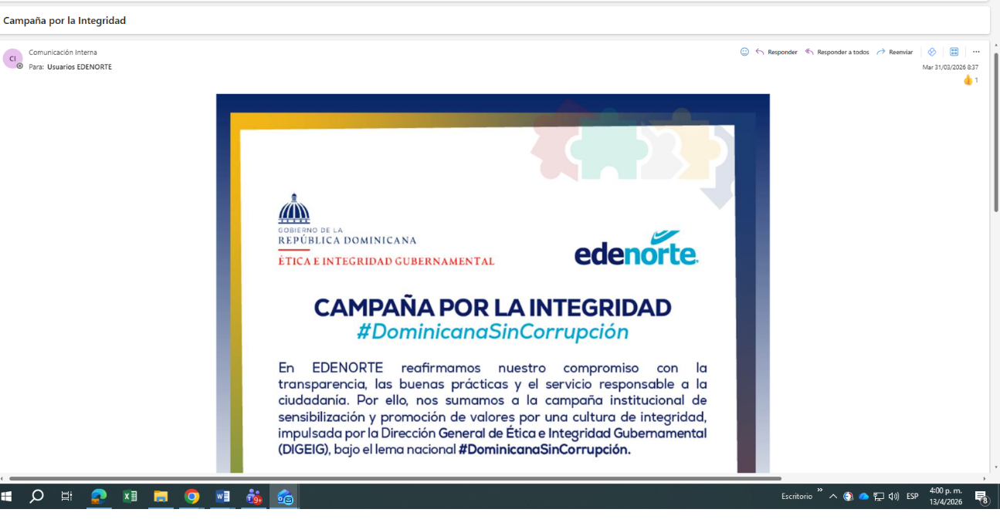 Campaña por la Integridad
CI
Comunicación Interna
Para: Usuarios EDENORTE
Responder
Responder a todos
Reenviar
Mar 31/03/2026 8:37
1
GOBIERNO DE LA
REPÚBLICA DOMINICANA
ÉTICA E INTEGRIDAD GUBERNAMENTAL
edenorte
CAMPAÑA POR LA INTEGRIDAD
#DominicanaSinCorrupción
En EDENORTE reafirmamos nuestro compromiso con la
transparencia, las buenas prácticas y el servicio responsable a la
ciudadanía. Por ello, nos sumamos a la campaña institucional de
sensibilización y promoción de valores por una cultura de integridad,
impulsada por la Dirección General de Ética e Integridad Gubernamental
(DIGEIG), bajo el lema nacional #DominicanaSinCorrupción.
9+
Escritorio
ESP
4:00 p. m.
13/4/2026
8